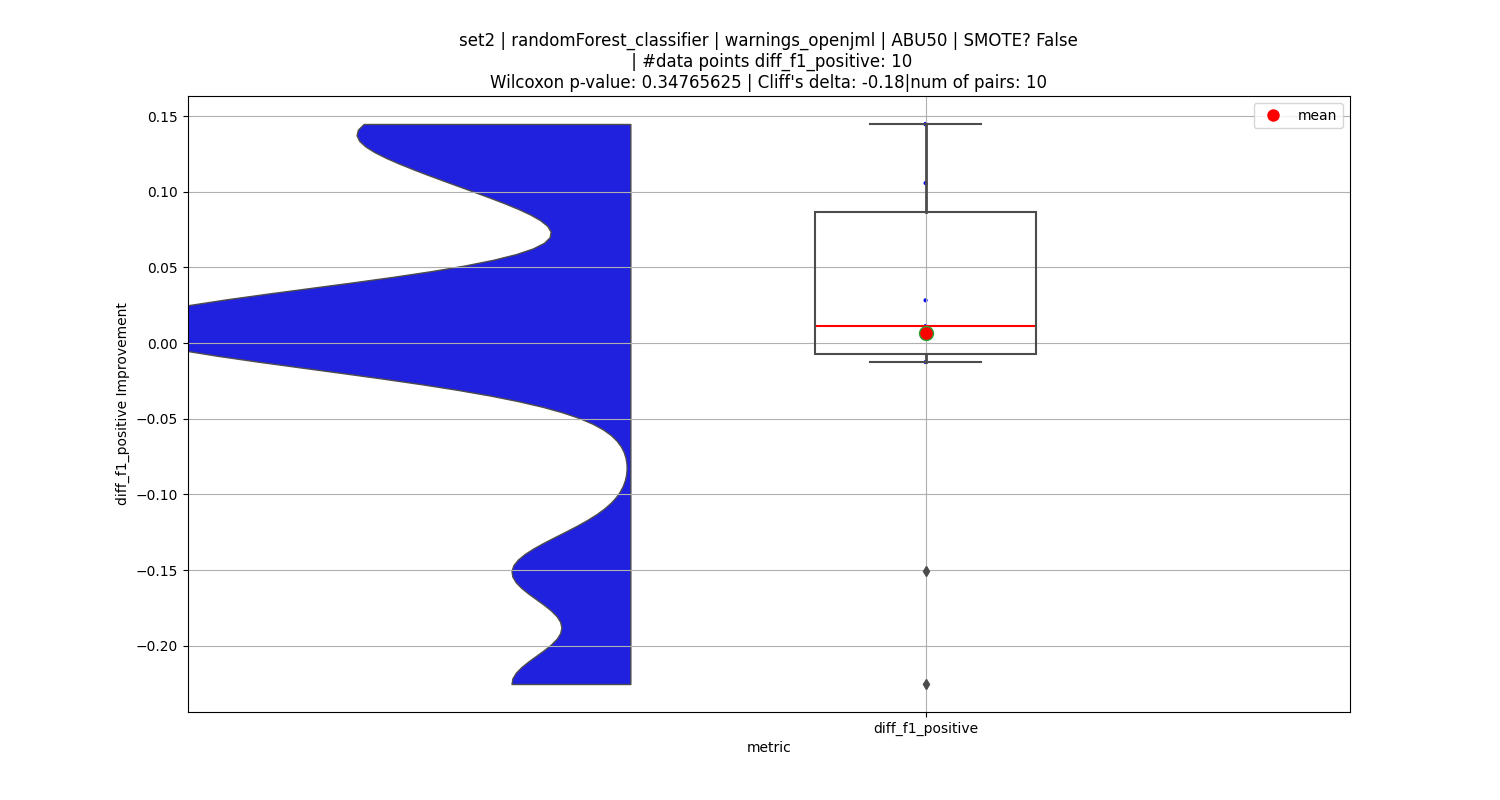 set2 | randomForest_classifier | warnings_openjml | ABU50 | SMOTE? False
| #data points diff_f1_positive: 10
Wilcoxon p-value: 0.34765625 | Cliff's delta: -0.18|num of pairs: 10
mean
0.15
0.10
0.05
0.00
−0.05
−0.10
−0.15
−0.20
diff_f1_positive Improvement
diff_f1_positive
metric